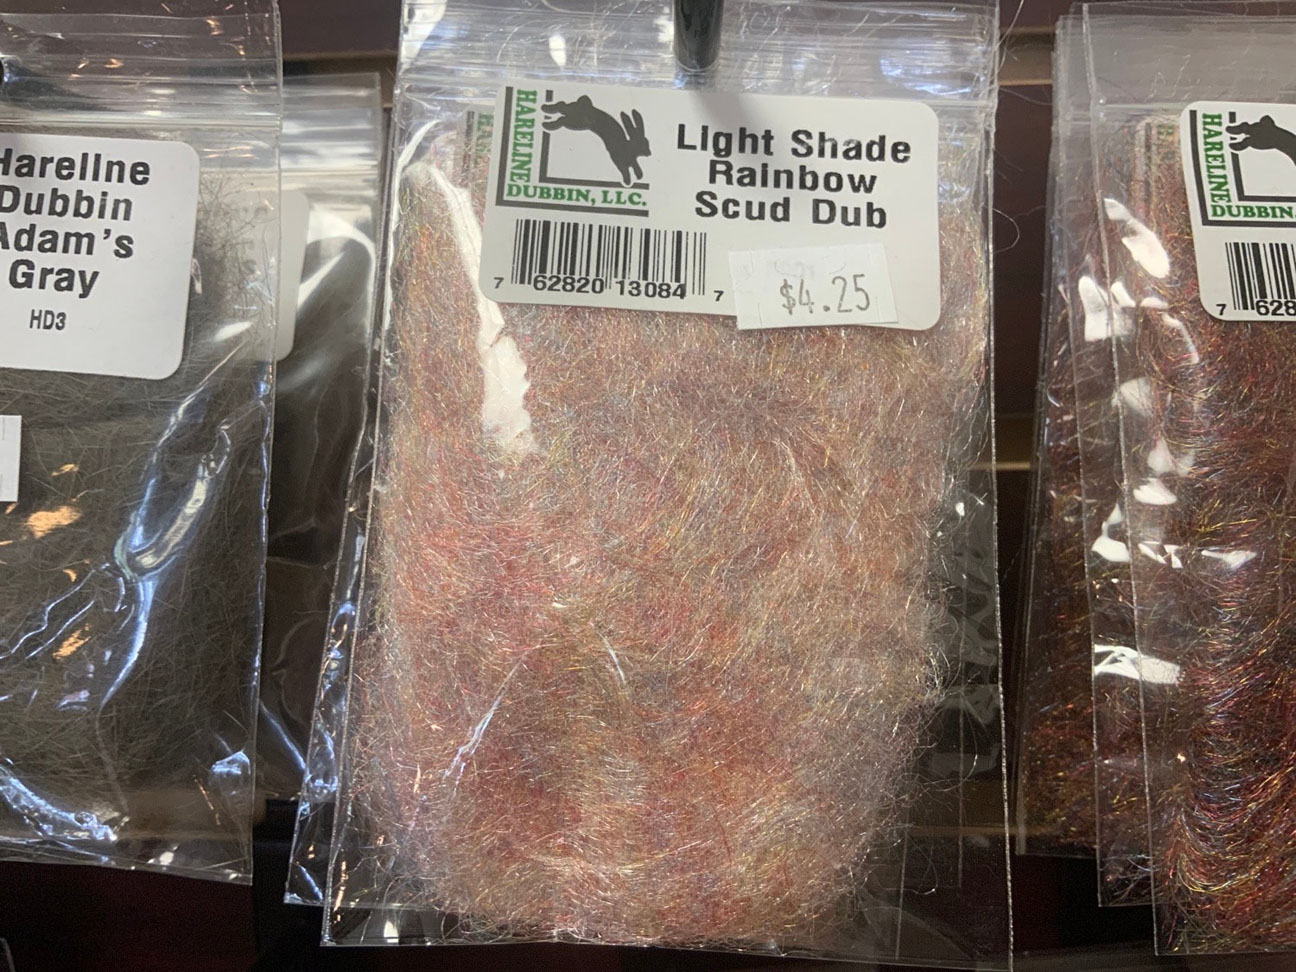 Hareline
Dubbin
Adam's
Gray
HD3
HARELINE
DUBBIN, LLC.
Light Shade
Rainbow
Scud Dub
7 62820 13084 7
$4.25
HARELINE
DUBBIN,
7 628